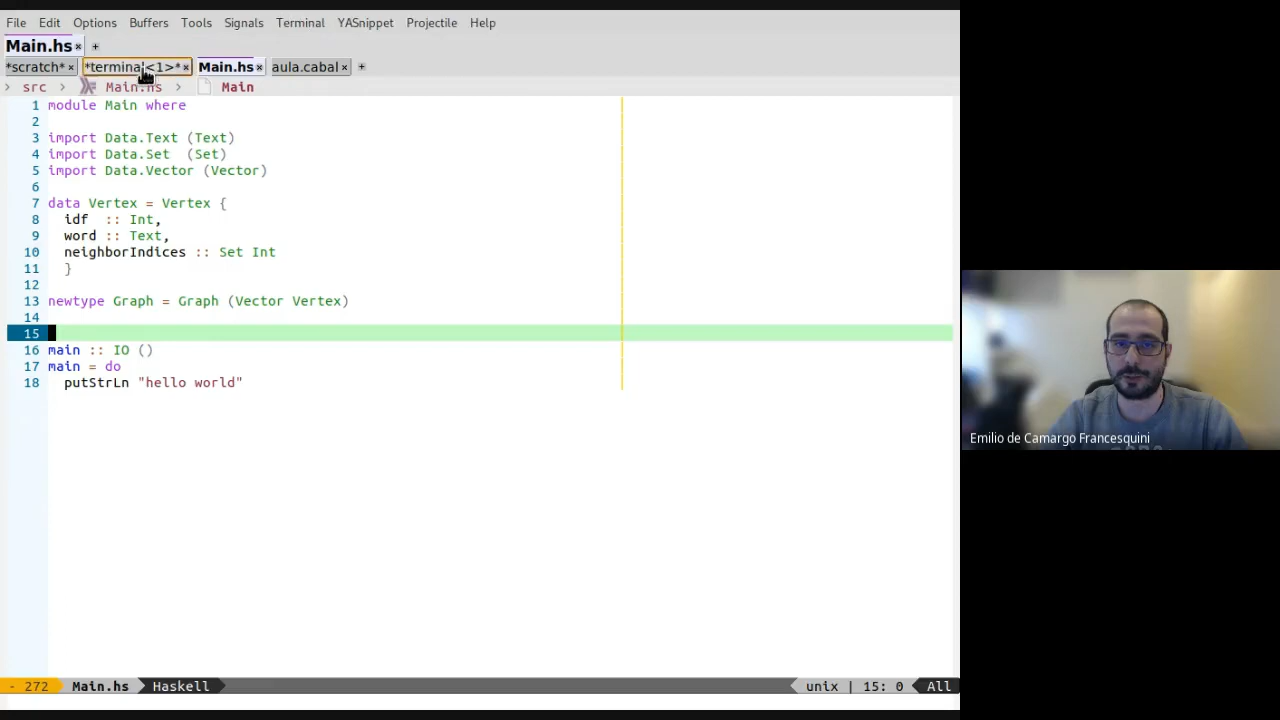 File Edit Options Buffers Tools Signals Terminal YASnippet Projectile Help
Main.hs × +
*scratch* × *terminal<1>* × Main.hs × aula.cabal × +
> src > Main.hs > Main
1 module Main where
2
3 import Data.Text (Text)
4 import Data.Set  (Set)
5 import Data.Vector (Vector)
6
7 data Vertex = Vertex {
8   idf  :: Int,
9   word :: Text,
10   neighborIndices :: Set Int
11   }
12
13 newtype Graph = Graph (Vector Vertex)
14
15
16 main :: IO ()
17 main = do
18   putStrLn "hello world"
Emilio de Camargo Francesquini
- 272 Main.hs Haskell unix | 15: 0 All